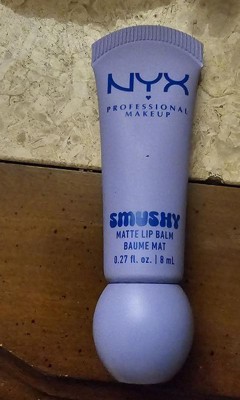 NYX
PROFESSIONAL
MAKEUP
SMUSHY
MATTE LIP BALM
BAUME MAT
0.27 fl. oz. | 8 mL